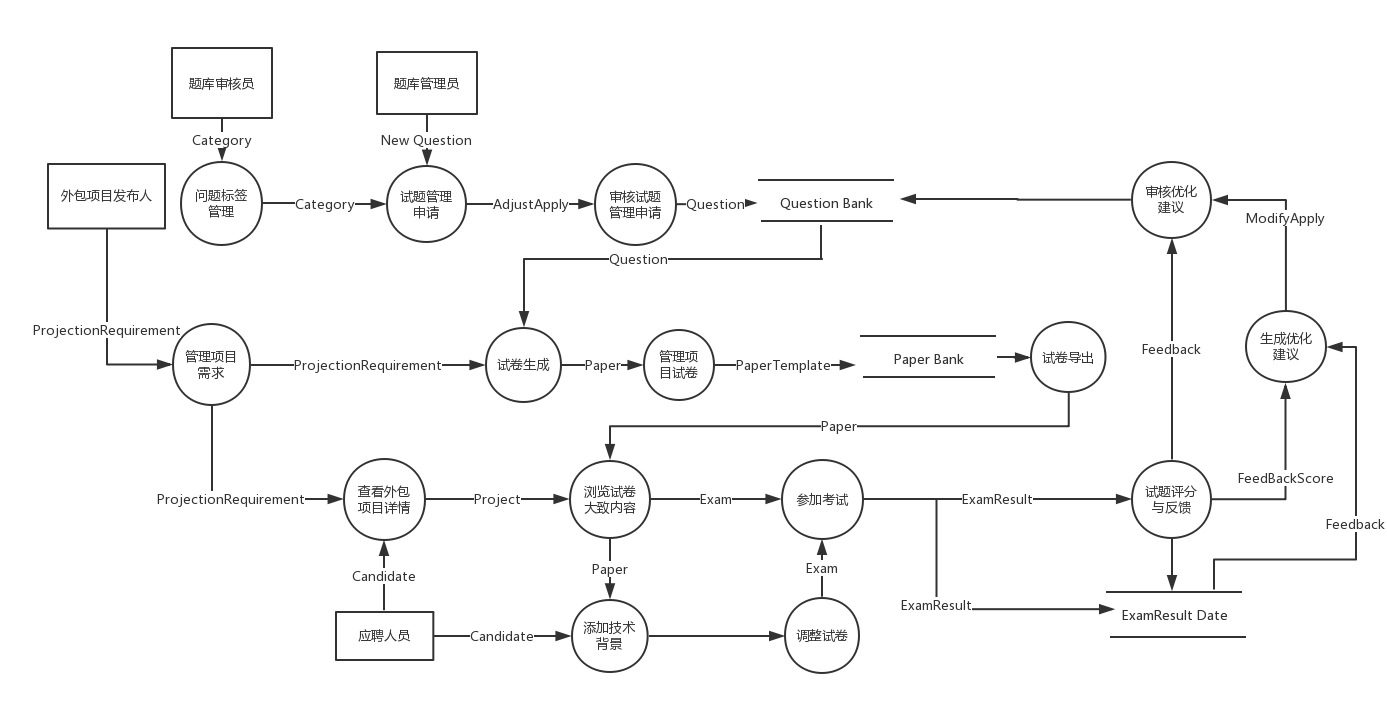 题库审核员
题库管理员
Category
New Question
外包项目发布人
问题标签
管理
Category
试题管理
申请
AdjustApply
审核试题
管理申请
Question
Question Bank
审核优化
建议
ModifyApply
Question
ProjectionRequirement
管理项目
需求
ProjectionRequirement
试卷生成
Paper
管理项
目试卷
PaperTemplate
Paper Bank
试卷导出
Feedback
生成优化
建议
Paper
ProjectionRequirement
查看外包
项目详情
Project
浏览试卷
大致内容
Exam
参加考试
ExamResult
试题评分
与反馈
FeedBackScore
Feedback
Candidate
Paper
Exam
ExamResult
ExamResult Date
应聘人员
Candidate
添加技术
背景
调整试卷